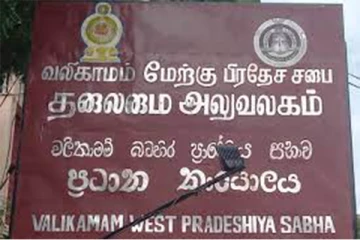 வலிகாமம் மேற்கு பிரதேச சபை
தலைமை அலுவலகம்
වලිකාමම් බටහිර ප්‍රාදේශීය සභාව
ප්‍රධාන කාර්යාලය
VALIKAMAM WEST PRADESHIYA SABHA